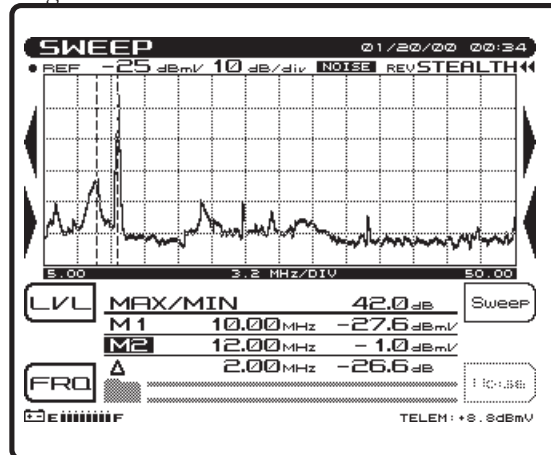 SWEEP 01/20/00 00:34
REF -25 dBmV 10 dB/div NOISE REVSTEALTH
5.00 3.2 MHz/DIV 50.00
LVL
MAX/MIN 42.0 dB
Sweep
M1 10.00 MHz -27.6 dBmV
M2 12.00 MHz - 1.0 dBmV
Δ 2.00 MHz -26.6 dB
FRQ
E F
TELEM: +8.8dBmV